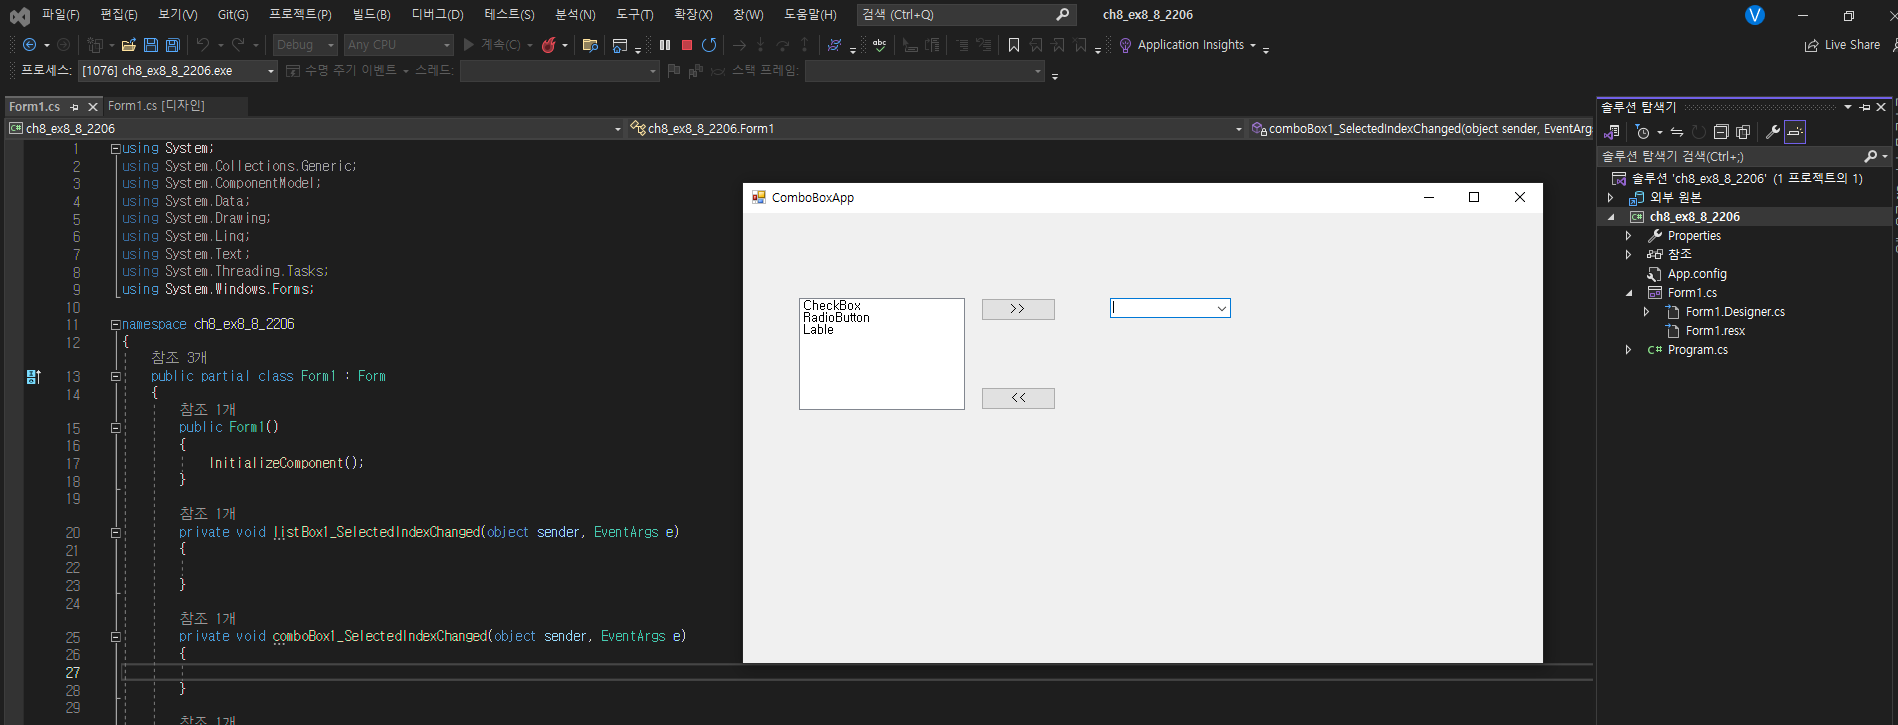 파일(F) 편집(E) 보기(V) Git(G) 프로젝트(P) 빌드(B) 디버그(D) 테스트(S) 분석(N) 도구(T) 확장(X) 창(W) 도움말(H) 검색 (Ctrl+Q) ch8_ex8_8_2206 V
Debug Any CPU 계속(C) abc Application Insights Live Share
프로세스: [1076] ch8_ex8_8_2206.exe 수명 주기 이벤트 스레드: 스택 프레임:
Form1.cs Form1.cs [디자인]
ch8_ex8_8_2206 ch8_ex8_8_2206.Form1 comboBox1_SelectedIndexChanged(object sender, EventArgs
1 using System;
2 using System.Collections.Generic;
3 using System.ComponentModel;
4 using System.Data;
5 using System.Drawing;
6 using System.Linq;
7 using System.Text;
8 using System.Threading.Tasks;
9 using System.Windows.Forms;
10
11 namespace ch8_ex8_8_2206
12 {
참조 3개
13 public partial class Form1 : Form
14 {
참조 1개
15 public Form1()
16 {
17 InitializeComponent();
18 }
19
참조 1개
20 private void listBox1_SelectedIndexChanged(object sender, EventArgs e)
21 {
22
23 }
24
참조 1개
25 private void comboBox1_SelectedIndexChanged(object sender, EventArgs e)
26 {
27
28 }
29
참조 1개
ComboBoxApp
CheckBox
RadioButton
Lable
>>
<<
솔루션 탐색기
솔루션 탐색기 검색(Ctrl+;)
솔루션 'ch8_ex8_8_2206' (1 프로젝트의 1)
외부 원본
C# ch8_ex8_8_2206
Properties
참조
App.config
Form1.cs
Form1.Designer.cs
Form1.resx
C# Program.cs